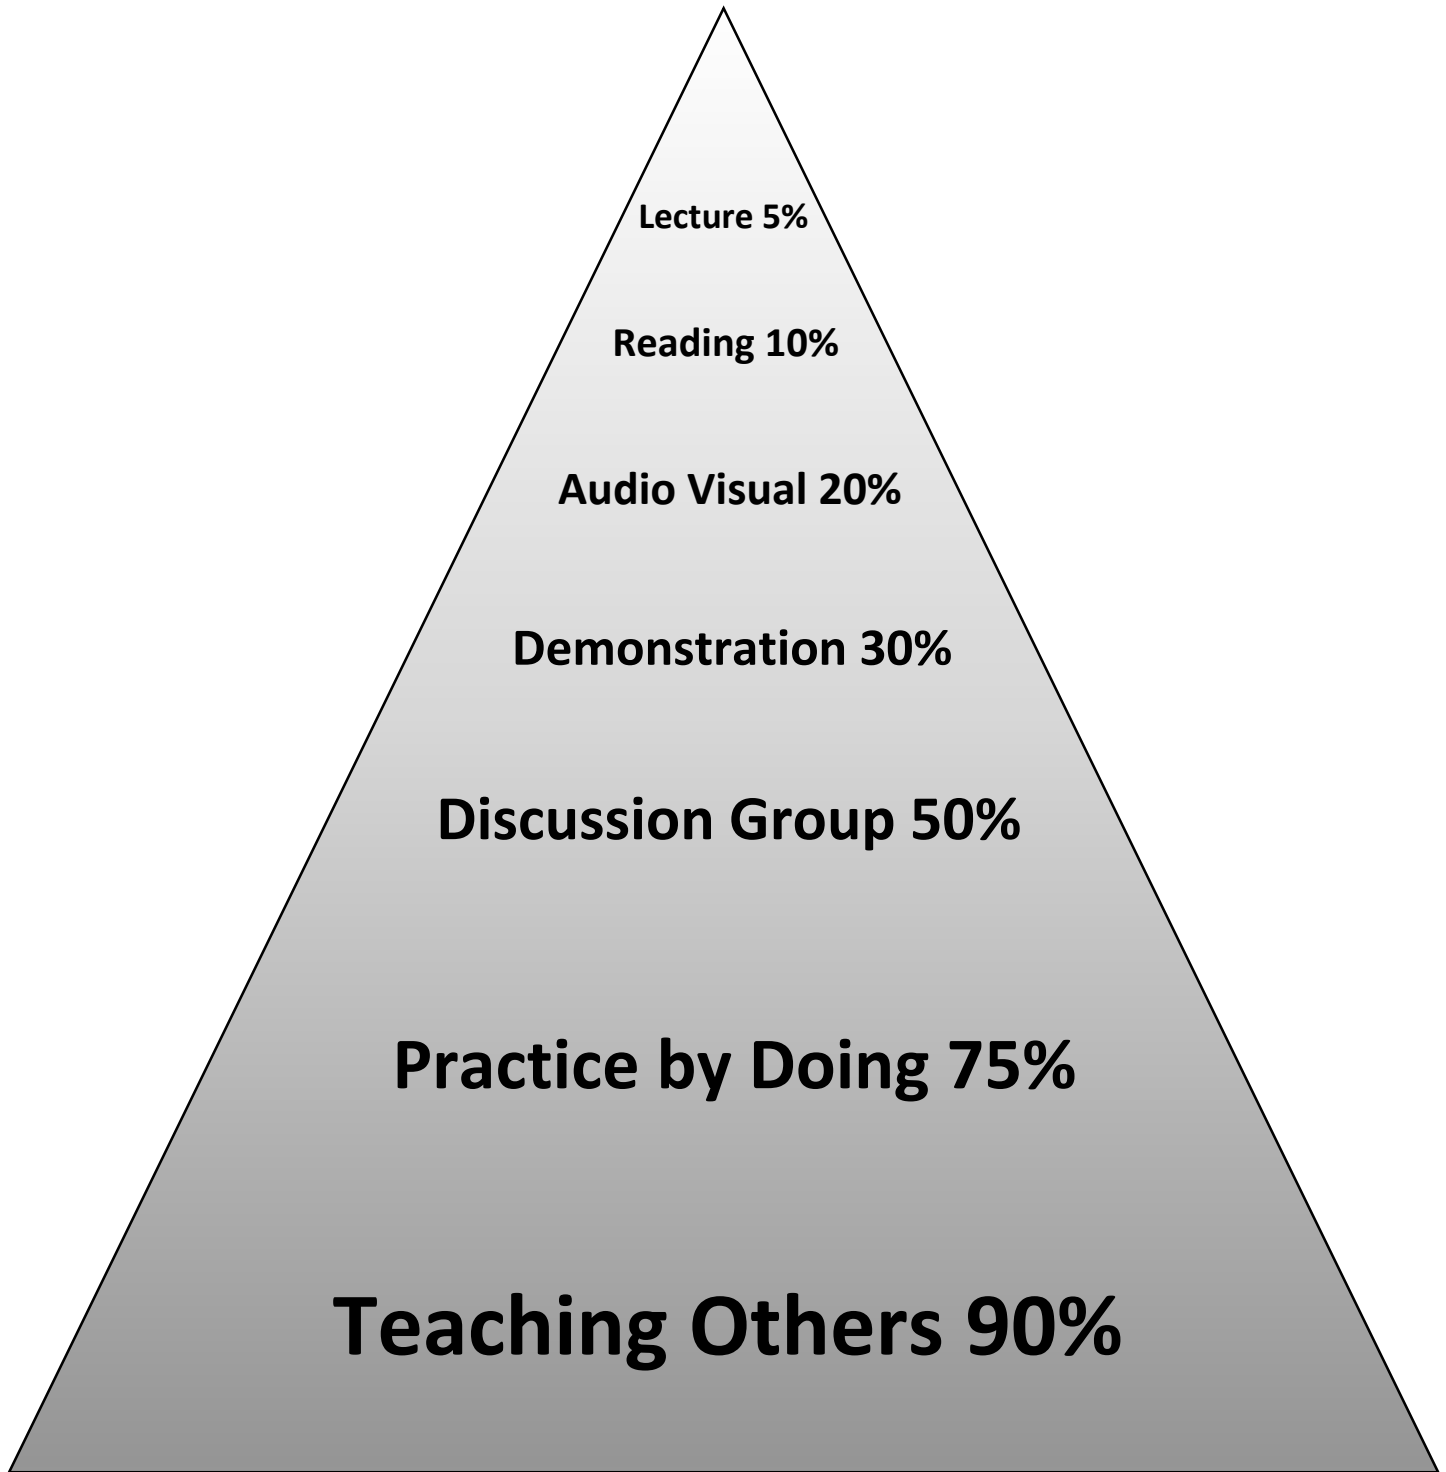 Lecture 5%
Reading 10%
Audio Visual 20%
Demonstration 30%
Discussion Group 50%
Practice by Doing 75%
Teaching Others 90%